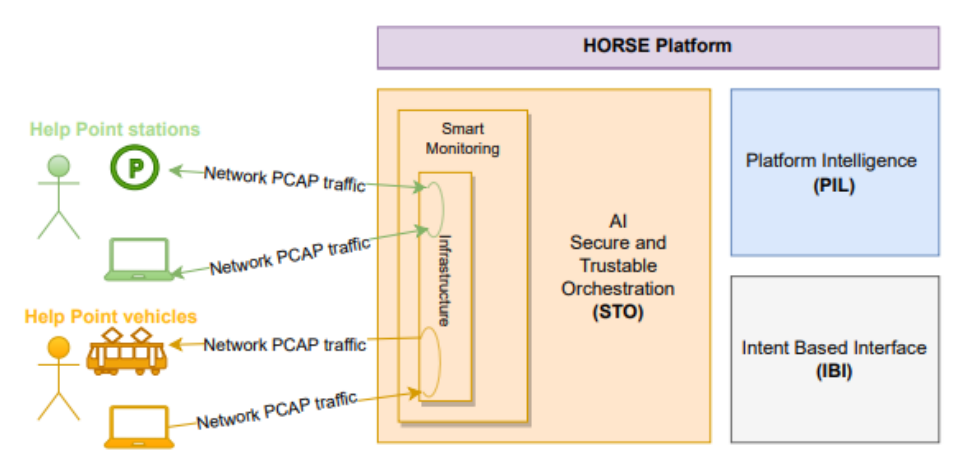 HORSE Platform
Help Point stations
P
Network PCAP traffic
Network PCAP traffic
Help Point vehicles
Network PCAP traffic
Network PCAP traffic
Smart
Monitoring
Infrastructure
AI
Secure and
Trustable
Orchestration
(STO)
Platform Intelligence
(PIL)
Intent Based Interface
(IBI)